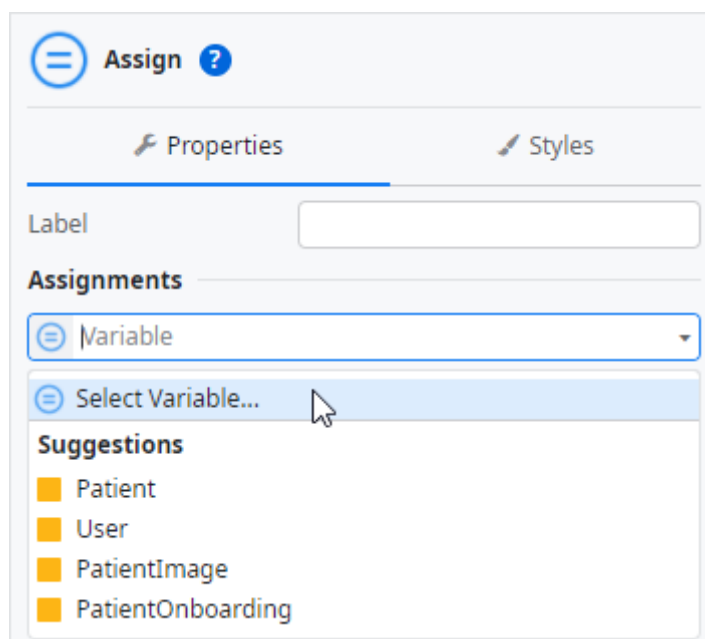 Assign ?
Properties Styles
Label
Assignments
Variable
Select Variable...
Suggestions
Patient
User
PatientImage
PatientOnboarding